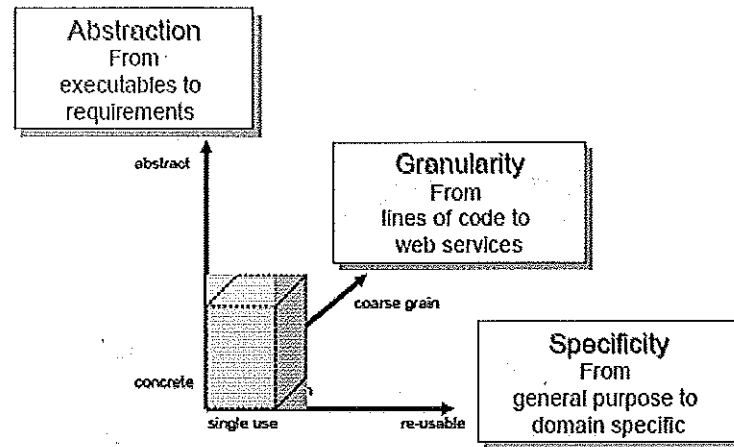 Abstraction
From
executables to
requirements
abstract
Granularity
From
lines of code to
web services
coarse grain
Specificity
From
general purpose to
domain specific
concrete
single use
re-usable